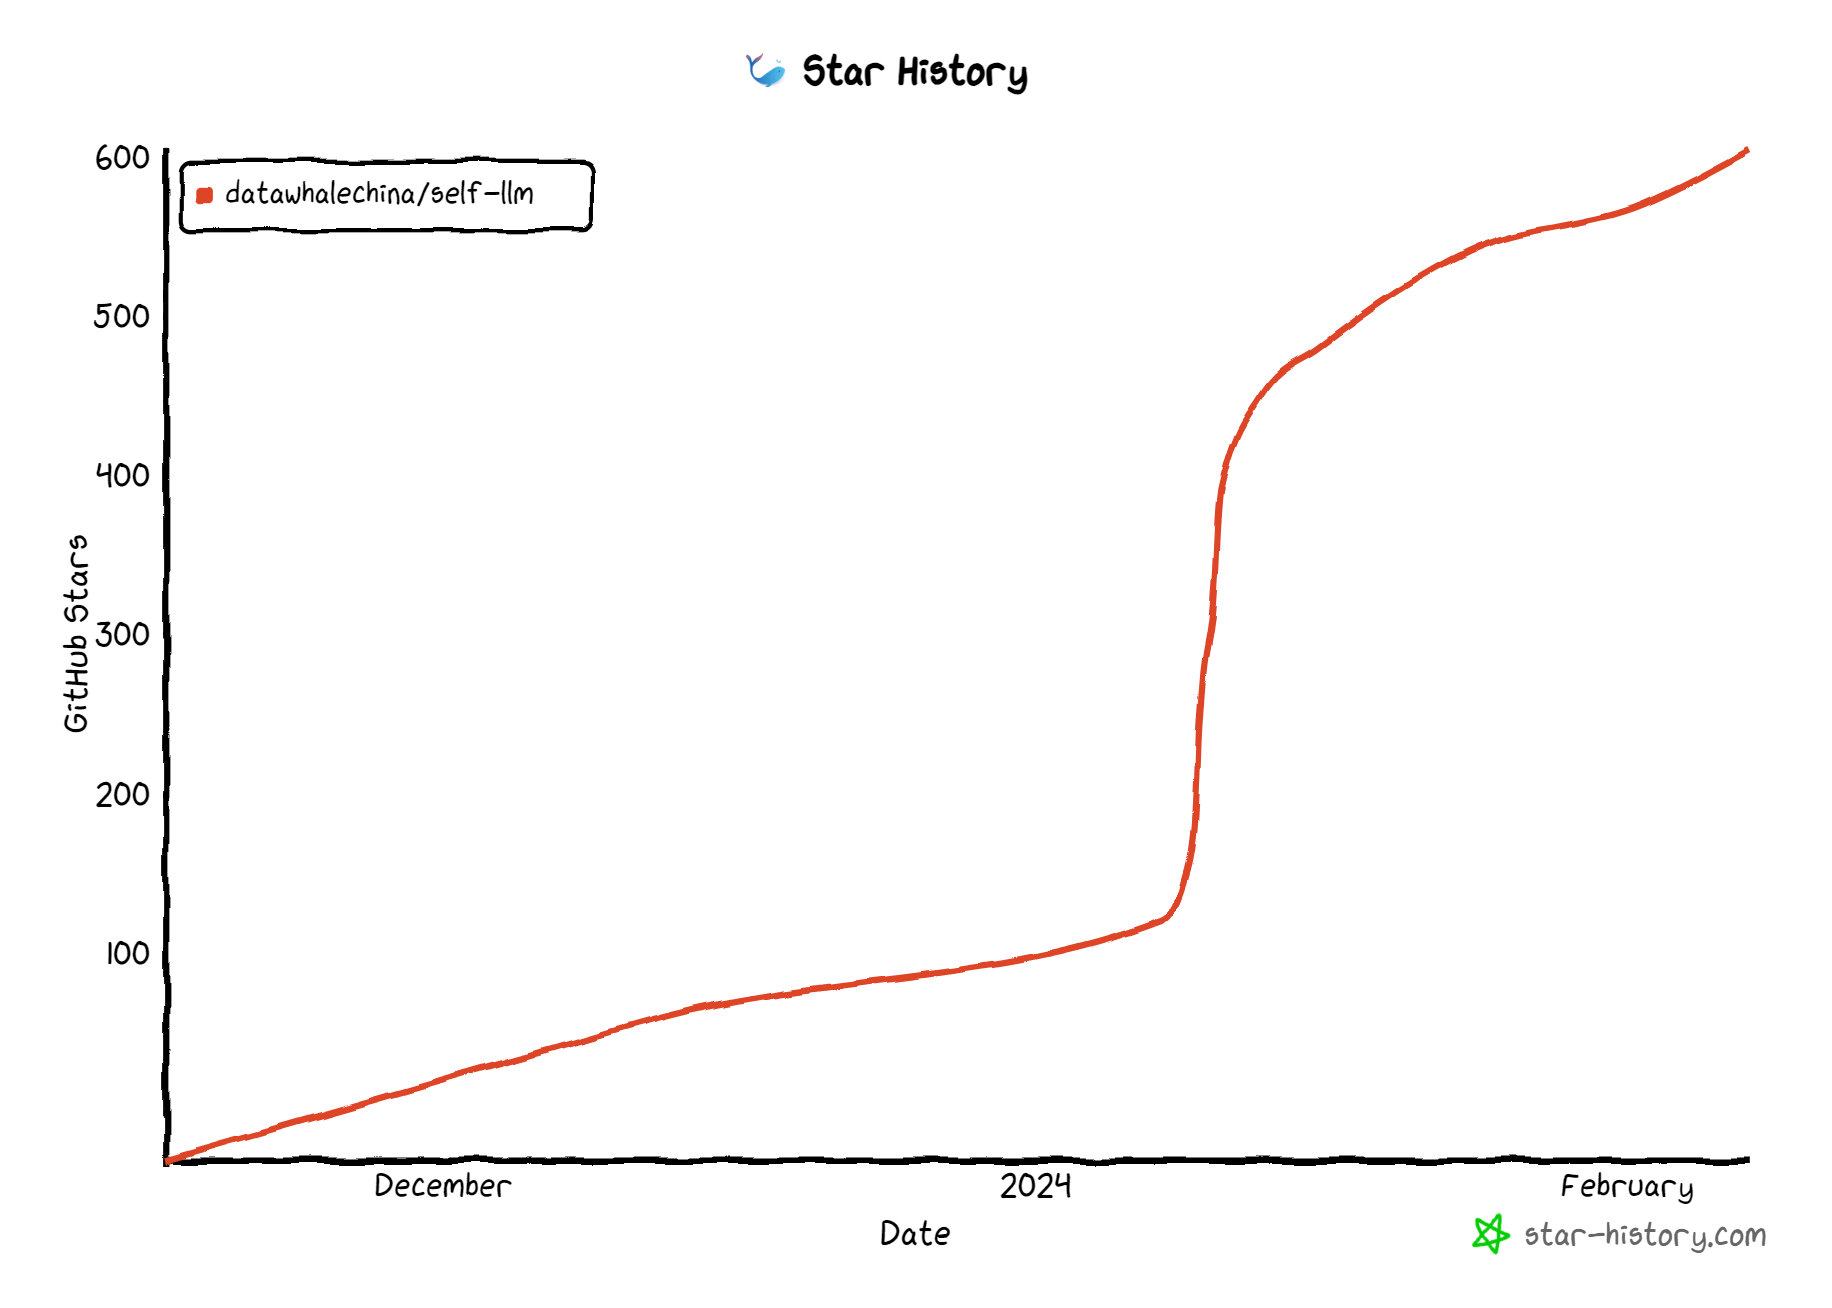 Star History
datawhalechina/self-llm
600
500
400
300
200
100
GitHub Stars
December
2024
February
Date
star-history.com